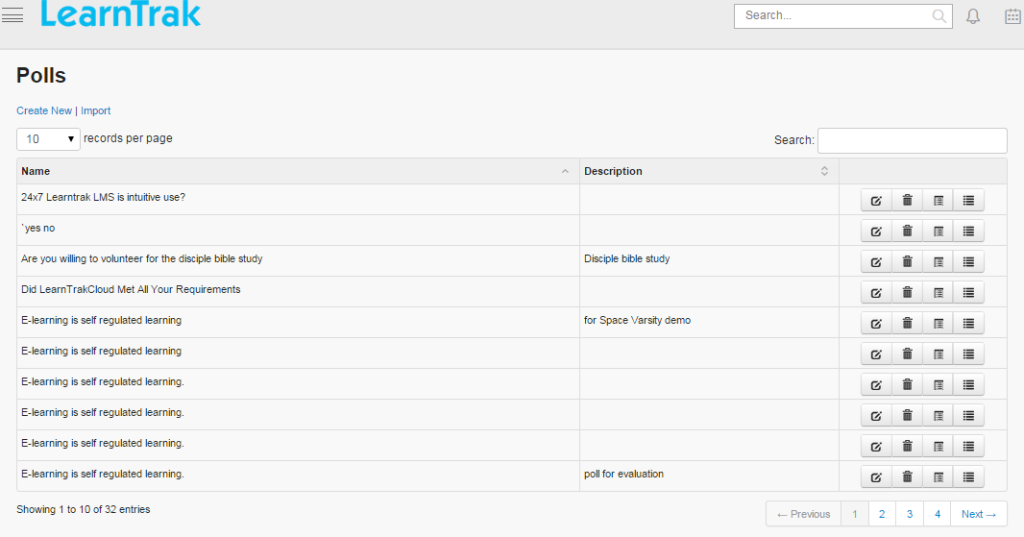 LearnTrak
Search...
Polls
Create New | Import
10 records per page
Search:
Name Description
24x7 Learntrak LMS is intuitive use?
`yes no
Are you willing to volunteer for the disciple bible study Disciple bible study
Did LearnTrakCloud Met All Your Requirements
E-learning is self regulated learning for Space Varsity demo
E-learning is self regulated learning
E-learning is self regulated learning.
E-learning is self regulated learning.
E-learning is self regulated learning.
E-learning is self regulated learning. poll for evaluation
Showing 1 to 10 of 32 entries
← Previous 1 2 3 4 Next →